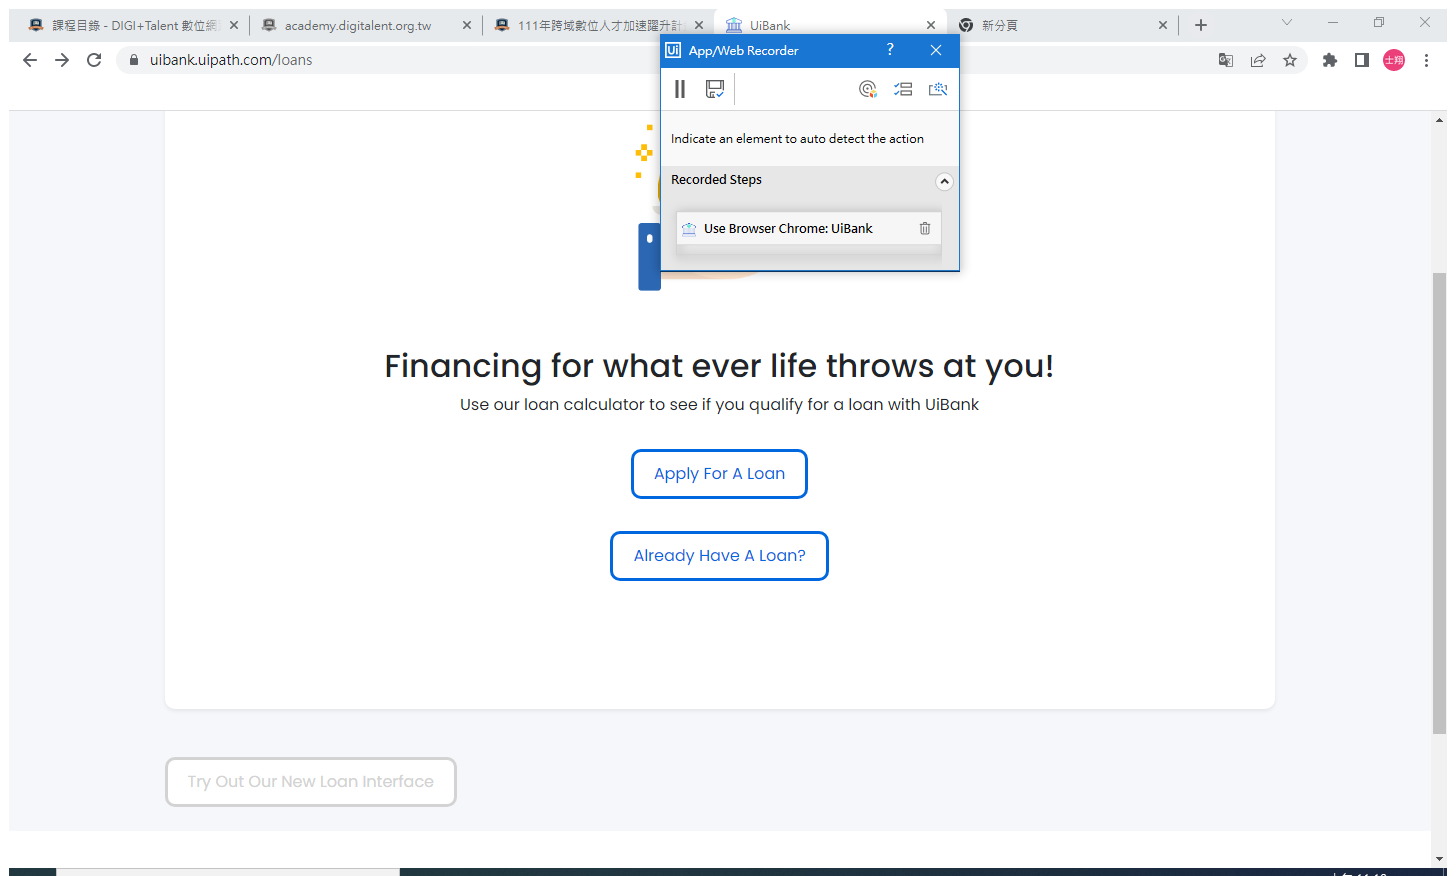 課程目錄 - DIGI+Talent 數位網
academy.digitalent.org.tw
111年跨域數位人才加速躍升計
UiBank
新分頁
uibank.uipath.com/loans
士翔
Ui App/Web Recorder ?
Indicate an element to auto detect the action
Recorded Steps
Use Browser Chrome: UiBank
Financing for what ever life throws at you!
Use our loan calculator to see if you qualify for a loan with UiBank
Apply For A Loan
Already Have A Loan?
Try Out Our New Loan Interface